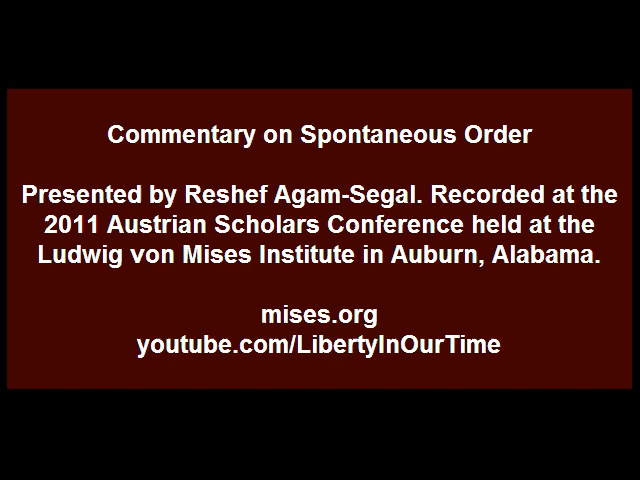 Commentary on Spontaneous Order
Presented by Reshef Agam-Segal. Recorded at the
2011 Austrian Scholars Conference held at the
Ludwig von Mises Institute in Auburn, Alabama.
mises.org
youtube.com/LibertyInOurTime